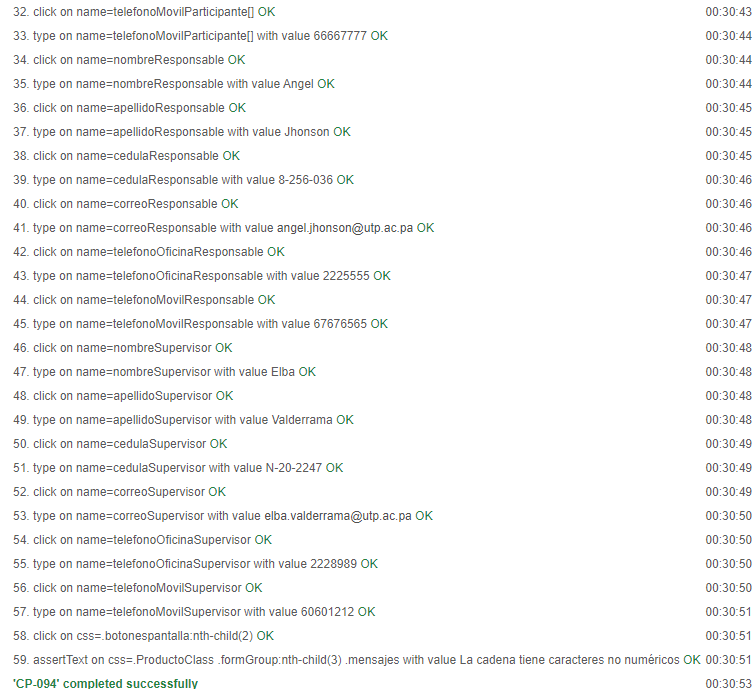 32. click on name=telefonoMovilParticipante[] OK 00:30:43
33. type on name=telefonoMovilParticipante[] with value 66667777 OK 00:30:44
34. click on name=nombreResponsable OK 00:30:44
35. type on name=nombreResponsable with value Angel OK 00:30:44
36. click on name=apellidoResponsable OK 00:30:45
37. type on name=apellidoResponsable with value Jhonson OK 00:30:45
38. click on name=cedulaResponsable OK 00:30:45
39. type on name=cedulaResponsable with value 8-256-036 OK 00:30:46
40. click on name=correoResponsable OK 00:30:46
41. type on name=correoResponsable with value angel.jhonson@utp.ac.pa OK 00:30:46
42. click on name=telefonoOficinaResponsable OK 00:30:46
43. type on name=telefonoOficinaResponsable with value 2225555 OK 00:30:47
44. click on name=telefonoMovilResponsable OK 00:30:47
45. type on name=telefonoMovilResponsable with value 67676565 OK 00:30:47
46. click on name=nombreSupervisor OK 00:30:48
47. type on name=nombreSupervisor with value Elba OK 00:30:48
48. click on name=apellidoSupervisor OK 00:30:48
49. type on name=apellidoSupervisor with value Valderrama OK 00:30:48
50. click on name=cedulaSupervisor OK 00:30:49
51. type on name=cedulaSupervisor with value N-20-2247 OK 00:30:49
52. click on name=correoSupervisor OK 00:30:49
53. type on name=correoSupervisor with value elba.valderrama@utp.ac.pa OK 00:30:50
54. click on name=telefonoOficinaSupervisor OK 00:30:50
55. type on name=telefonoOficinaSupervisor with value 2228989 OK 00:30:50
56. click on name=telefonoMovilSupervisor OK 00:30:50
57. type on name=telefonoMovilSupervisor with value 60601212 OK 00:30:51
58. click on css=.botonespantalla:nth-child(2) OK 00:30:51
59. assertText on css=.ProductoClass .formGroup:nth-child(3) .mensajes with value La cadena tiene caracteres no numéricos OK 00:30:51
'CP-094' completed successfully 00:30:53